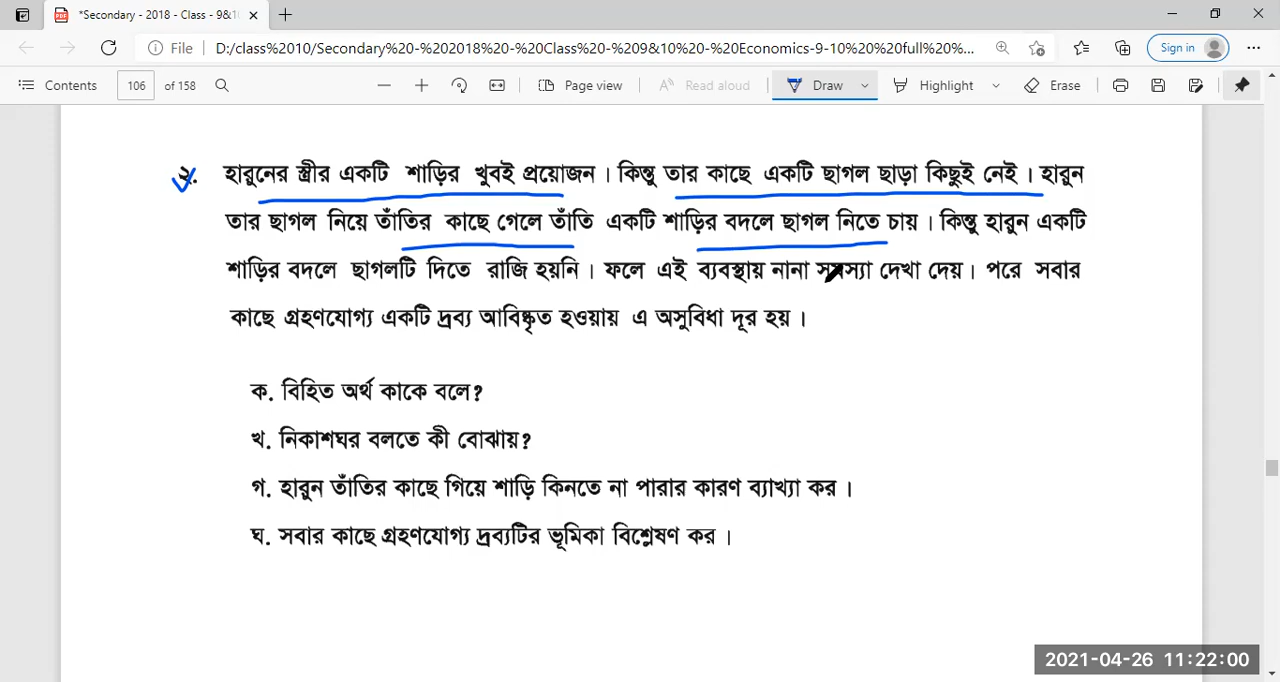 *Secondary - 2018 - Class - 9&1
File D:/class%2010/Secondary%20-%202018%20-%20Class%20-%209&10%20-%20Economics-9-10%20%20full%20%... Sign in
Contents 106 of 158 Page view Read aloud Draw Highlight Erase
২. হারুনের স্ত্রীর একটি শাড়ির খুবই প্রয়োজন। কিন্তু তার কাছে একটি ছাগল ছাড়া কিছুই নেই। হারুন
তার ছাগল নিয়ে তাঁতির কাছে গেলে তাঁতি একটি শাড়ির বদলে ছাগল নিতে চায়। কিন্তু হারুন একটি
শাড়ির বদলে ছাগলটি দিতে রাজি হয়নি। ফলে এই ব্যবস্থায় নানা সমস্যা দেখা দেয়। পরে সবার
কাছে গ্রহণযোগ্য একটি দ্রব্য আবিষ্কৃত হওয়ায় এ অসুবিধা দূর হয়।
ক. বিহিত অর্থ কাকে বলে?
খ. নিকাশঘর বলতে কী বোঝায়?
গ. হারুন তাঁতির কাছে গিয়ে শাড়ি কিনতে না পারার কারণ ব্যাখ্যা কর।
ঘ. সবার কাছে গ্রহণযোগ্য দ্রব্যটির ভূমিকা বিশ্লেষণ কর।
2021-04-26 11:22:00